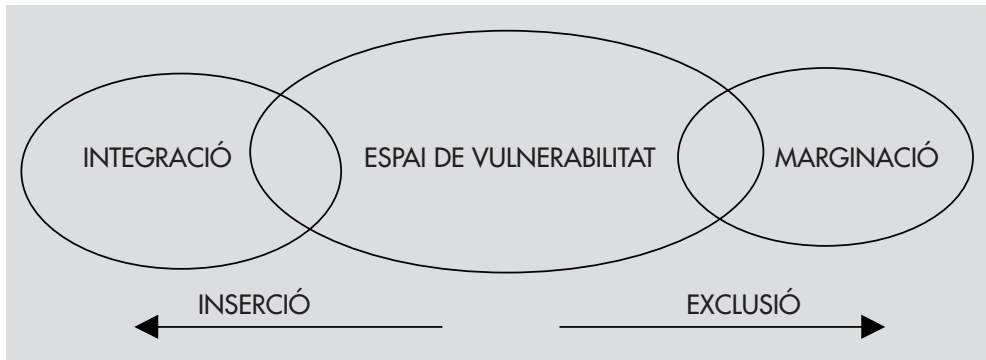 INTEGRACIÓ
ESPAI DE VULNERABILITAT
MARGINACIÓ
INSERCIÓ
EXCLUSIÓ